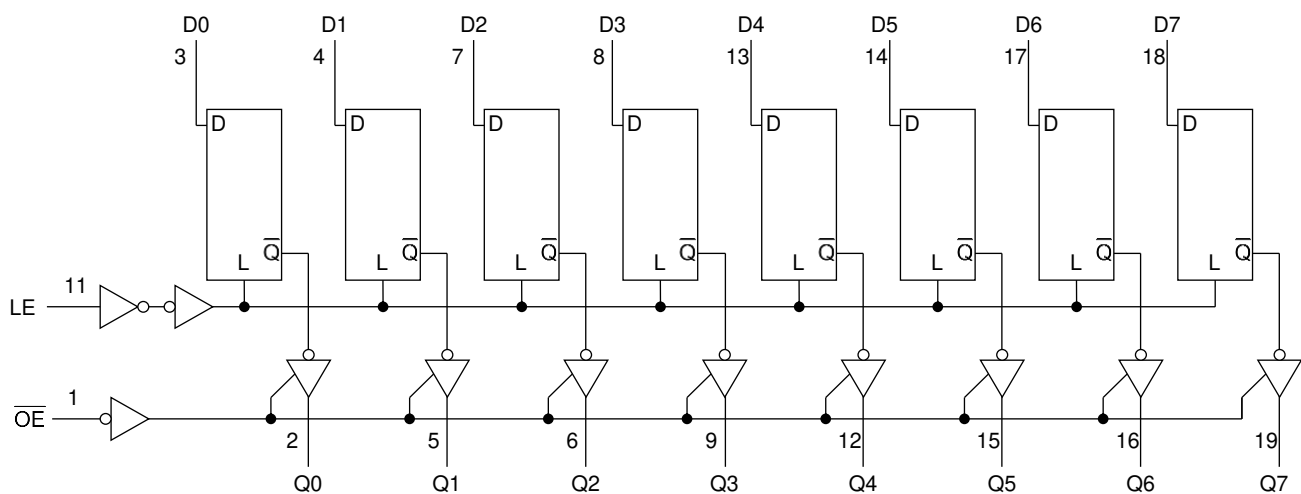 D0 D1 D2 D3 D4 D5 D6 D7
3 4 7 8 13 14 17 18
D D D D D D D D
Q̅ Q̅ Q̅ Q̅ Q̅ Q̅ Q̅ Q̅
L L L L L L L L
LE 11
O̅E̅ 1
2 5 6 9 12 15 16 19
Q0 Q1 Q2 Q3 Q4 Q5 Q6 Q7